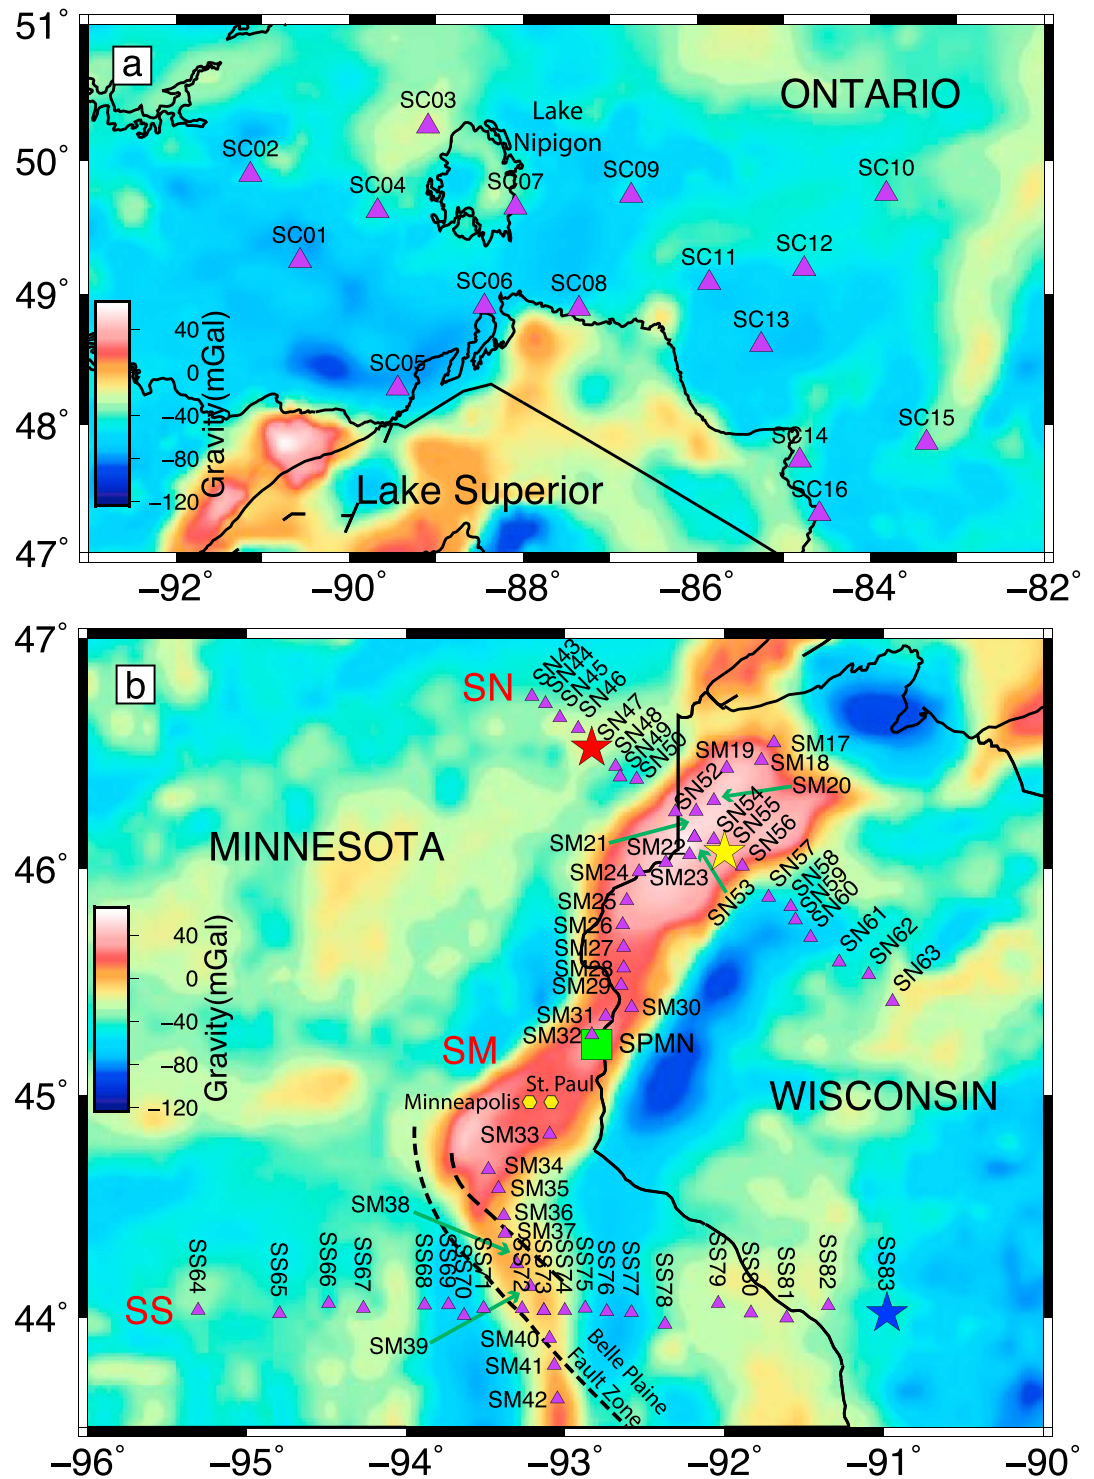 51°
50°
49°
48°
47°
a
ONTARIO
SC03
Lake
Nipigon
SC02
SC04
SC07
SC09
SC10
SC01
SC06
SC08
SC11
SC12
SC13
SC05
SC15
SC14
SC16
Lake Superior
40
0
−40
−80
−120
Gravity(mGal)
−92°
−90°
−88°
−86°
−84°
−82°
47°
46°
45°
44°
b
SN
SN43
SN44
SN45
SN46
SN47
SN48
SN49
SN50
SM17
SM19
SM18
SM20
SN52
SN54
SN55
SN56
MINNESOTA
SM21
SM22
SM23
SM24
SN53
SN57
SN58
SN59
SN60
SN61
SN62
SN63
SM25
SM26
SM27
SM28
SM29
SM30
SM31
SM32
SPMN
SM
40
0
−40
−80
−120
Gravity(mGal)
WISCONSIN
St. Paul
Minneapolis
SM33
SM34
SM35
SM36
SM37
SM38
SS64
SS65
SS66
SS67
SS68
SS69
SS70
SS71
SS72
SS73
SS74
SS75
SS76
SS77
SS78
SS79
SS80
SS81
SS82
SS83
SS
SM39
SM40
SM41
SM42
Belle Plaine
Fault Zone
−96°
−95°
−94°
−93°
−92°
−91°
−90°